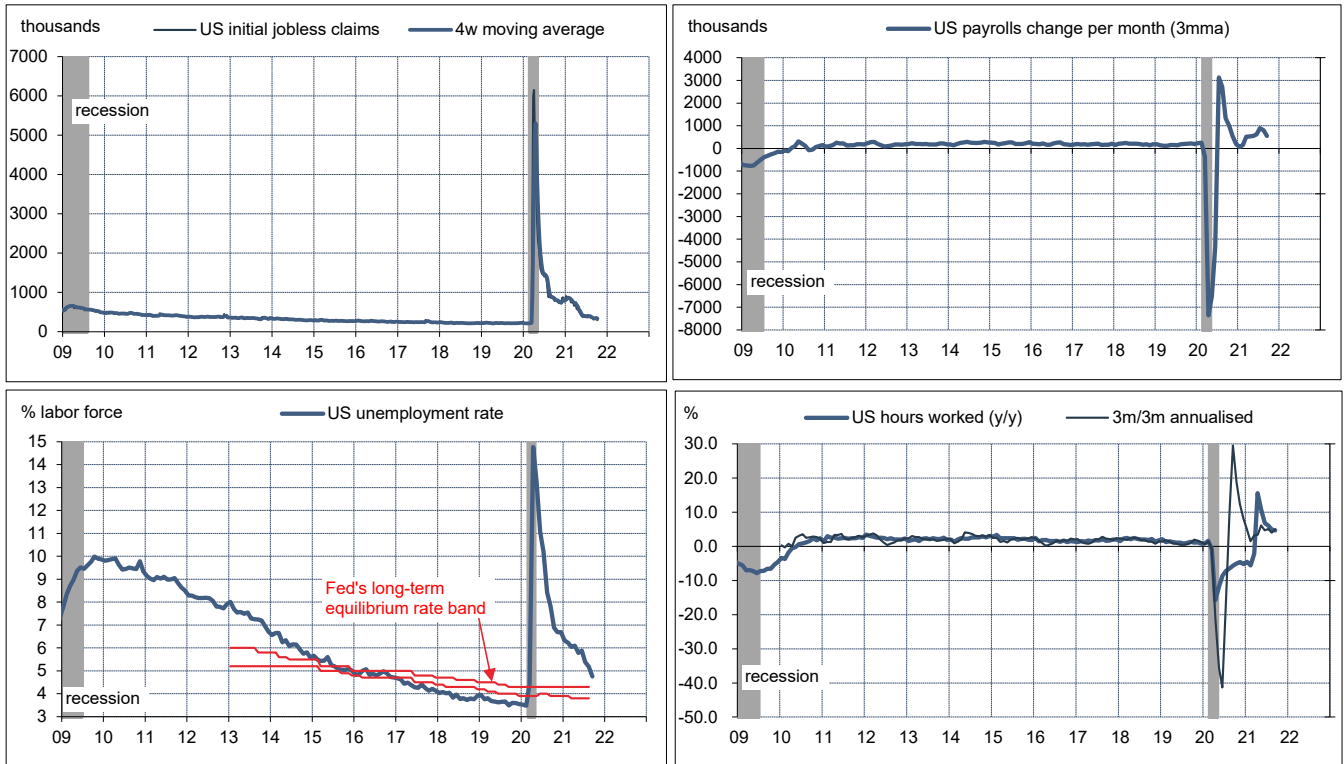 thousands
US initial jobless claims
4w moving average
7000
6000
5000
4000
3000
2000
1000
0
recession
09 10 11 12 13 14 15 16 17 18 19 20 21 22
thousands
US payrolls change per month (3mma)
4000
3000
2000
1000
0
-1000
-2000
-3000
-4000
-5000
-6000
-7000
-8000
recession
09 10 11 12 13 14 15 16 17 18 19 20 21 22
% labor force
US unemployment rate
15
14
13
12
11
10
9
8
7
6
5
4
3
Fed's long-term
equilibrium rate band
recession
09 10 11 12 13 14 15 16 17 18 19 20 21 22
%
US hours worked (y/y)
3m/3m annualised
30.0
20.0
10.0
0.0
-10.0
-20.0
-30.0
-40.0
-50.0
recession
09 10 11 12 13 14 15 16 17 18 19 20 21 22